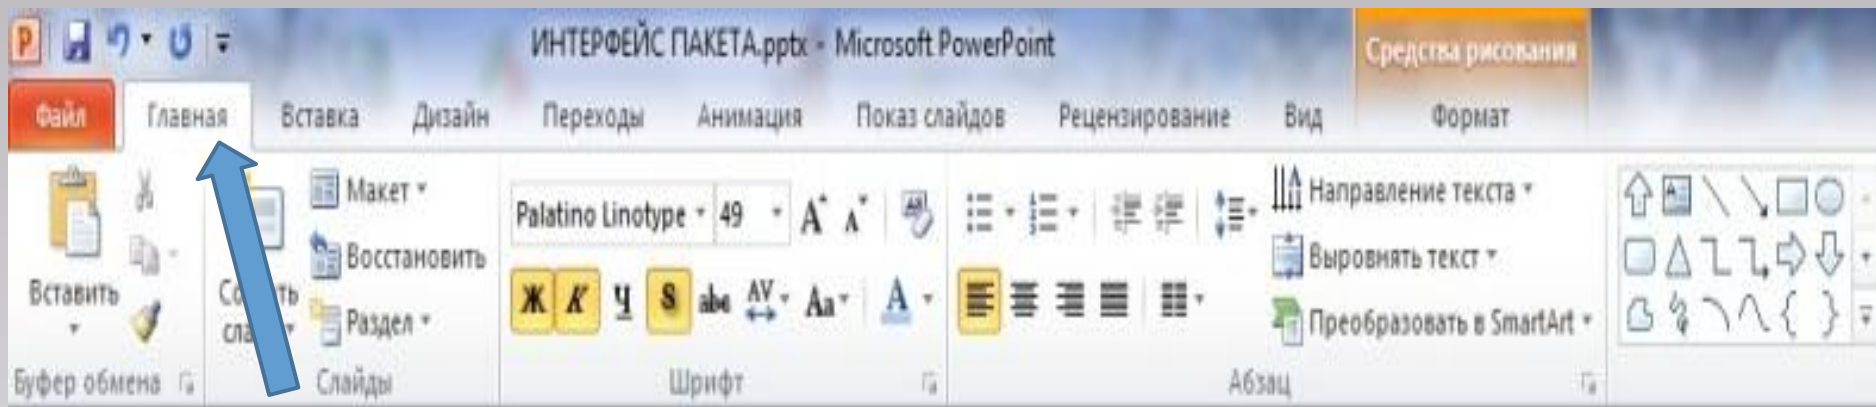 ИНТЕРФЕЙС ПАКЕТА.pptx - Microsoft PowerPoint
Средства рисования
Файл Главная Вставка Дизайн Переходы Анимация Показ слайдов Рецензирование Вид Формат
Макет
Palatino Linotype 49 A A
Направление текста
Восстановить
Выровнять текст
Вставить
Ж К Ч S abc AV Aa A
Раздел
Преобразовать в SmartArt
Буфер обмена Слайды Шрифт Абзац